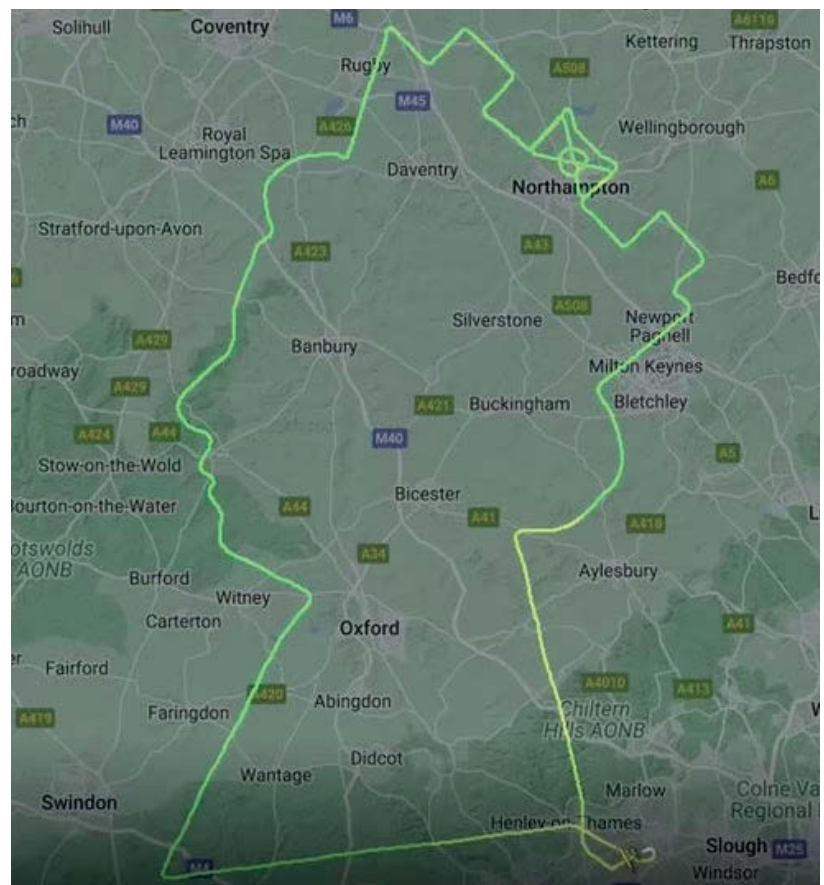 Solihull
Coventry
M6
A6116
Kettering
Thrapston
Rugby
A508
M45
ch
M40
A426
Wellingborough
Royal
Leamington Spa
Daventry
Northampton
A6
Stratford-upon-Avon
A423
A43
Bedfo
m
A508
Silverstone
Newport
Pagnell
A429
Banbury
roadway
A429
Milton Keynes
A421
Buckingham
Bletchley
A424
A44
M40
A5
Stow-on-the-Wold
Bourton-on-the-Water
Bicester
A44
A41
A418
L
otswolds
AONB
A34
Burford
Aylesbury
Witney
Carterton
Oxford
A41
er
Fairford
A420
Abingdon
A4010
A413
A419
Faringdon
Chiltern
Hills AONB
W
Didcot
Wantage
Marlow
Colne Va
Regional
Swindon
Henley-on-Thames
M4
Slough
M25
Windsor